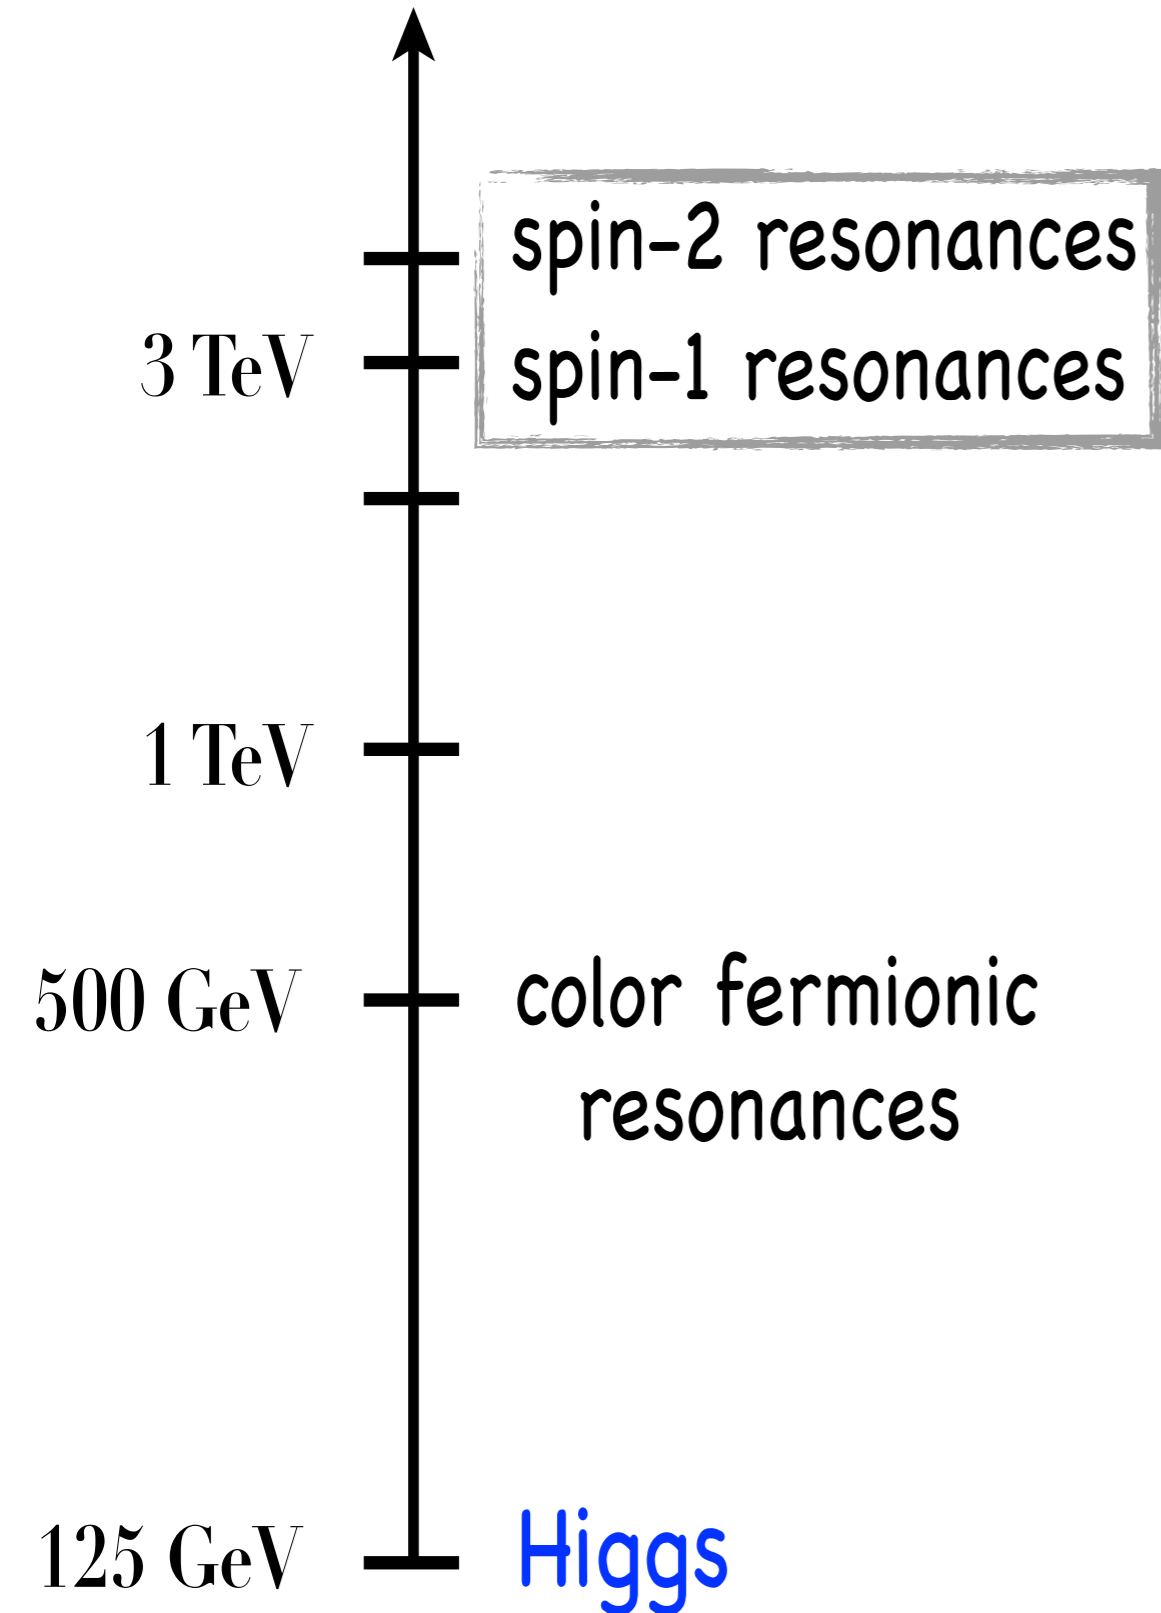 spin-2 resonances
3 TeV spin-1 resonances
1 TeV
500 GeV color fermionic
resonances
125 GeV Higgs